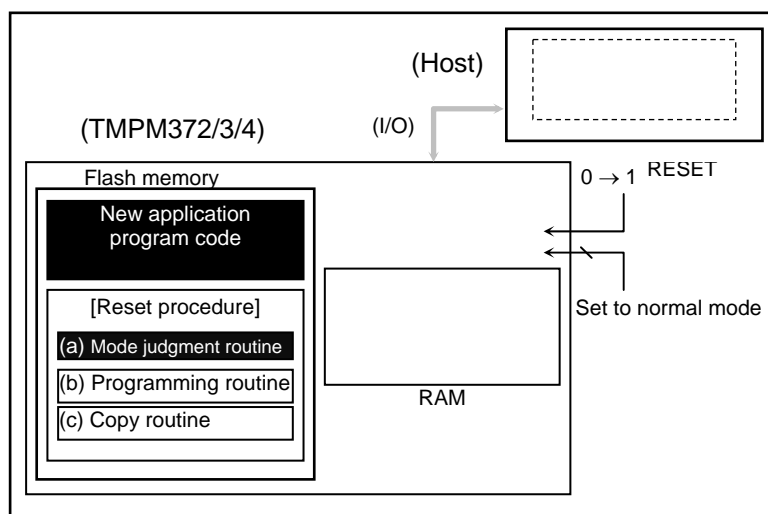 (Host)
(TMPM372/3/4)
(I/O)
Flash memory
0 → 1 RESET
New application
program code
[Reset procedure]
Set to normal mode
(a) Mode judgment routine
(b) Programming routine
RAM
(c) Copy routine